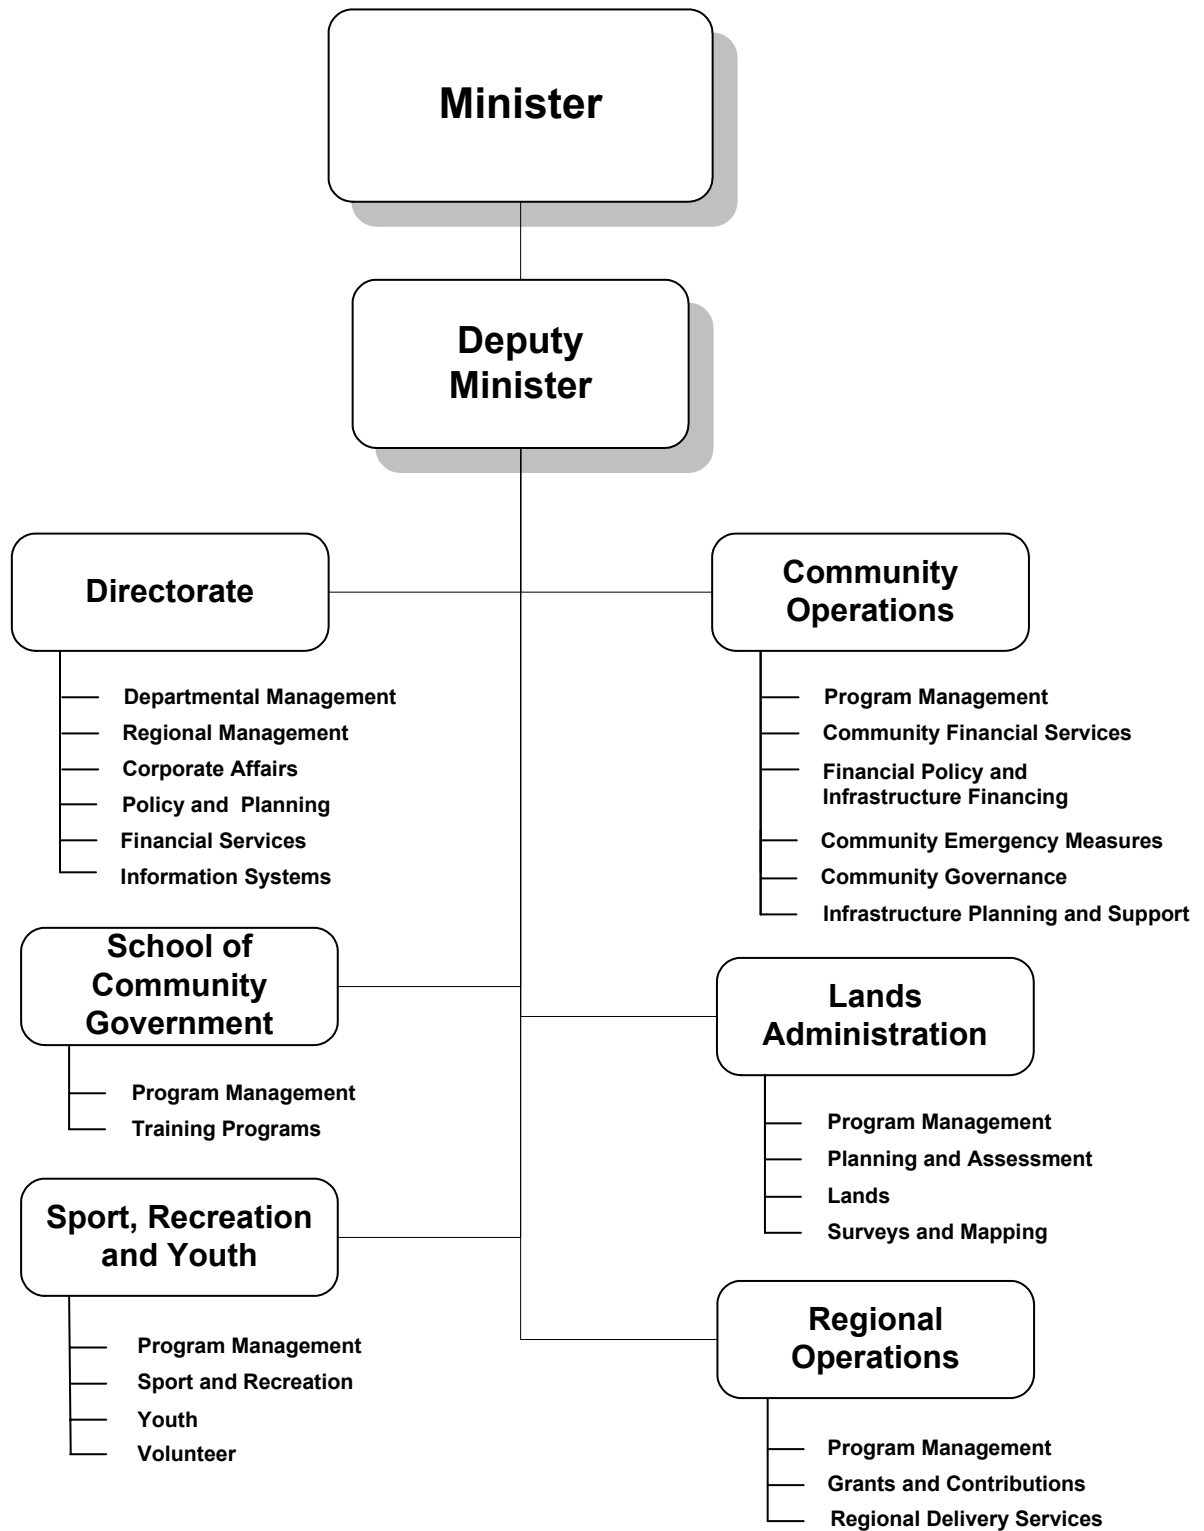 Minister
Deputy
Minister
Directorate
Departmental Management
Regional Management
Corporate Affairs
Policy and Planning
Financial Services
Information Systems
Community
Operations
Program Management
Community Financial Services
Financial Policy and
Infrastructure Financing
Community Emergency Measures
Community Governance
Infrastructure Planning and Support
School of
Community
Government
Program Management
Training Programs
Lands
Administration
Program Management
Planning and Assessment
Lands
Surveys and Mapping
Sport, Recreation
and Youth
Program Management
Sport and Recreation
Youth
Volunteer
Regional
Operations
Program Management
Grants and Contributions
Regional Delivery Services